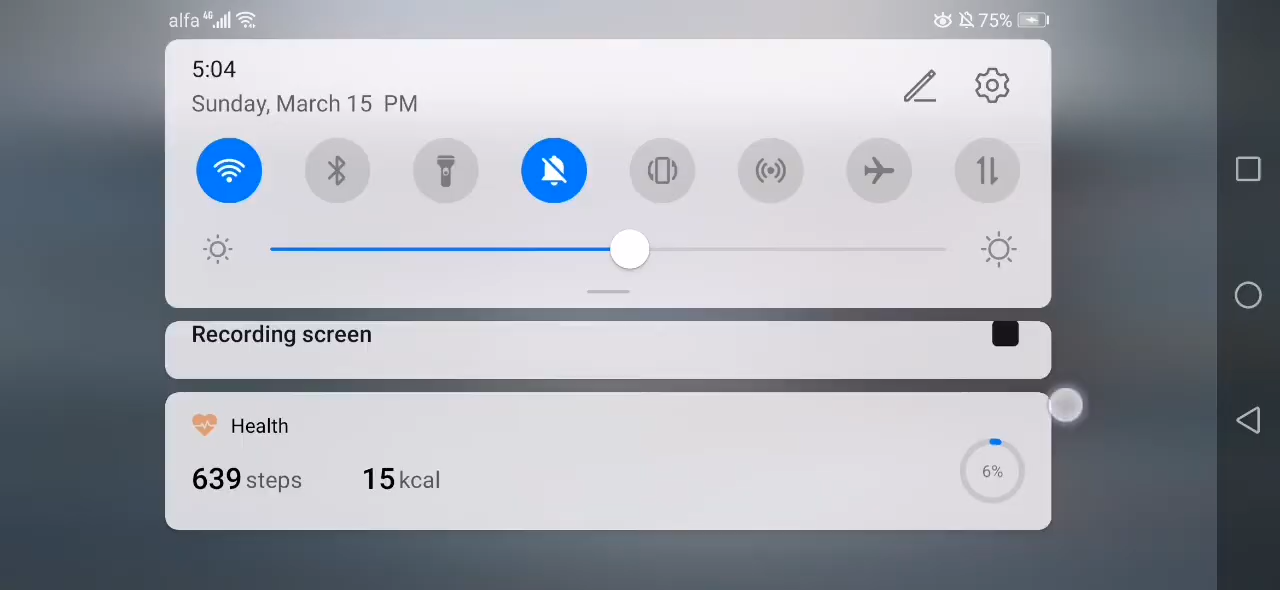 alfa 4G 75%
5:04
Sunday, March 15 PM
Recording screen
Health
639 steps 15 kcal
6%